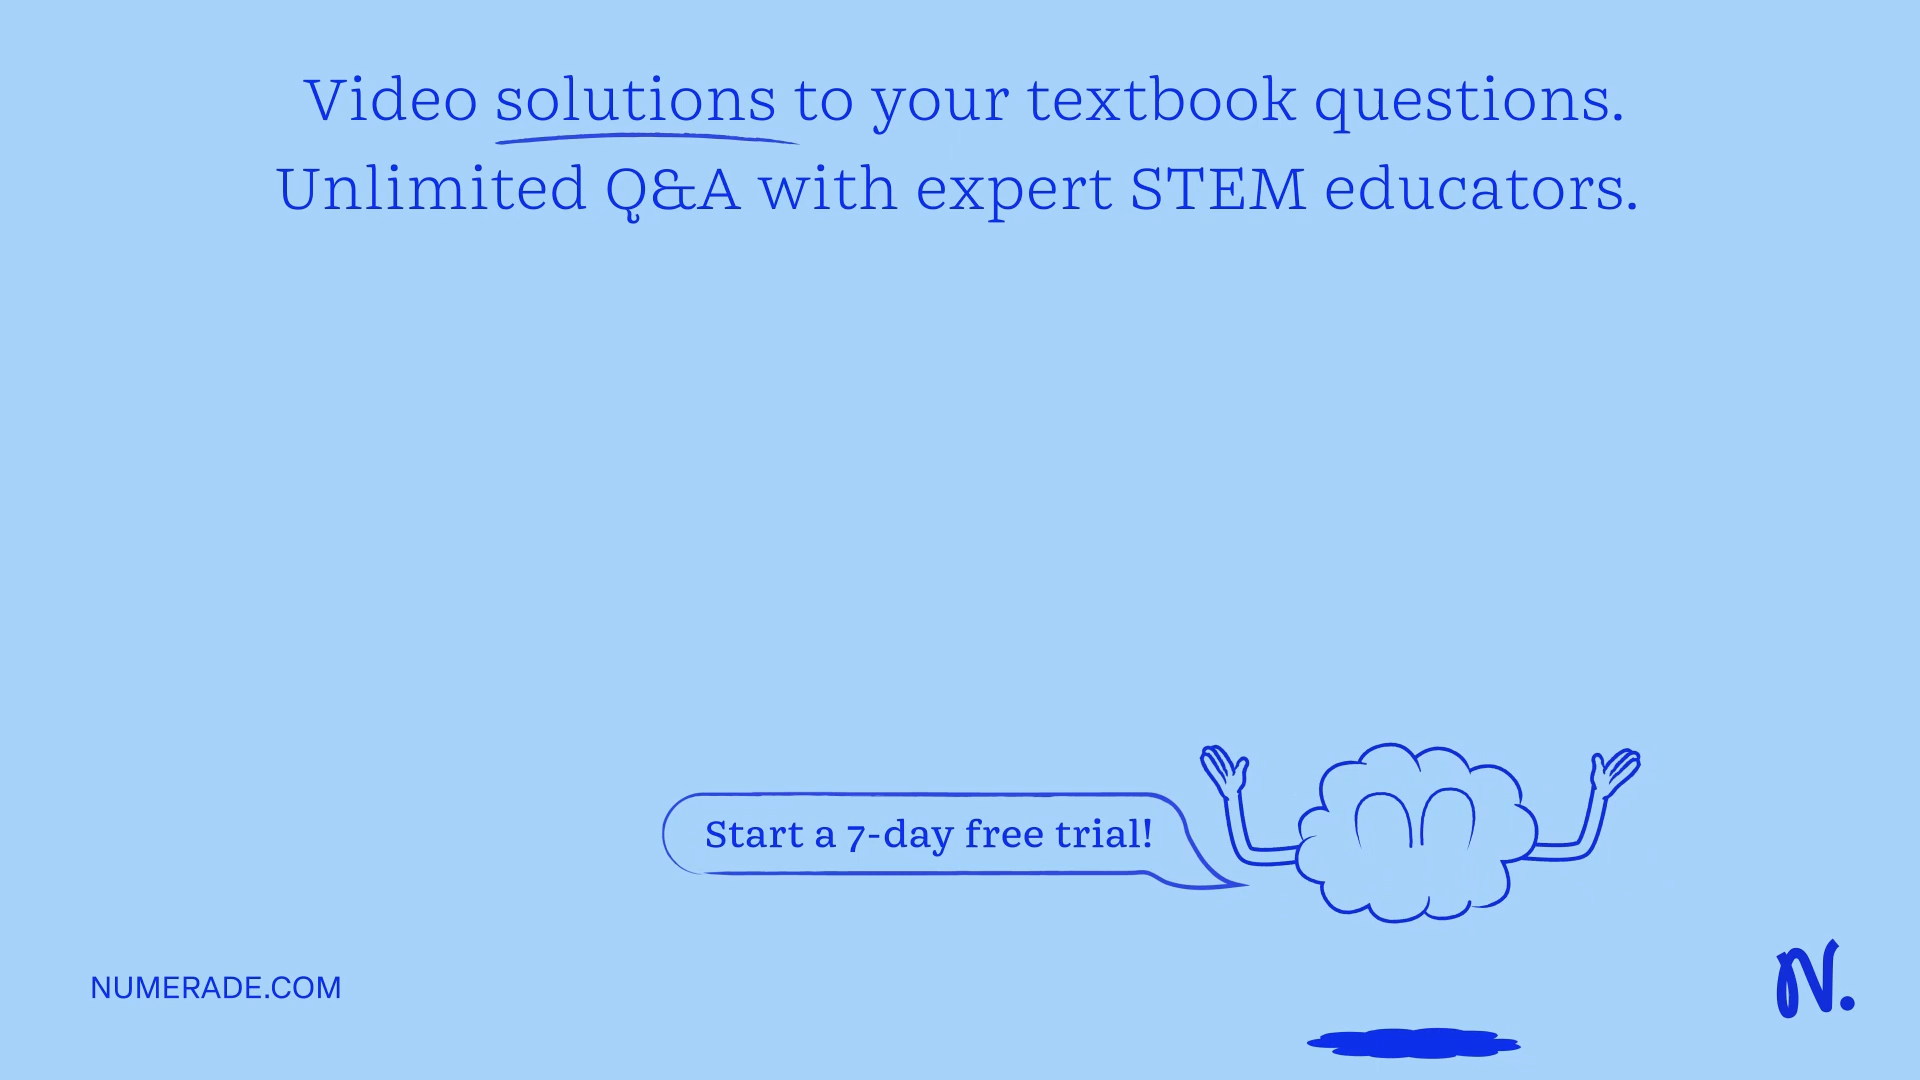 Video solutions to your textbook questions.
Unlimited Q&A with expert STEM educators.
Start a 7-day free trial!
NUMERADE.COM
N.